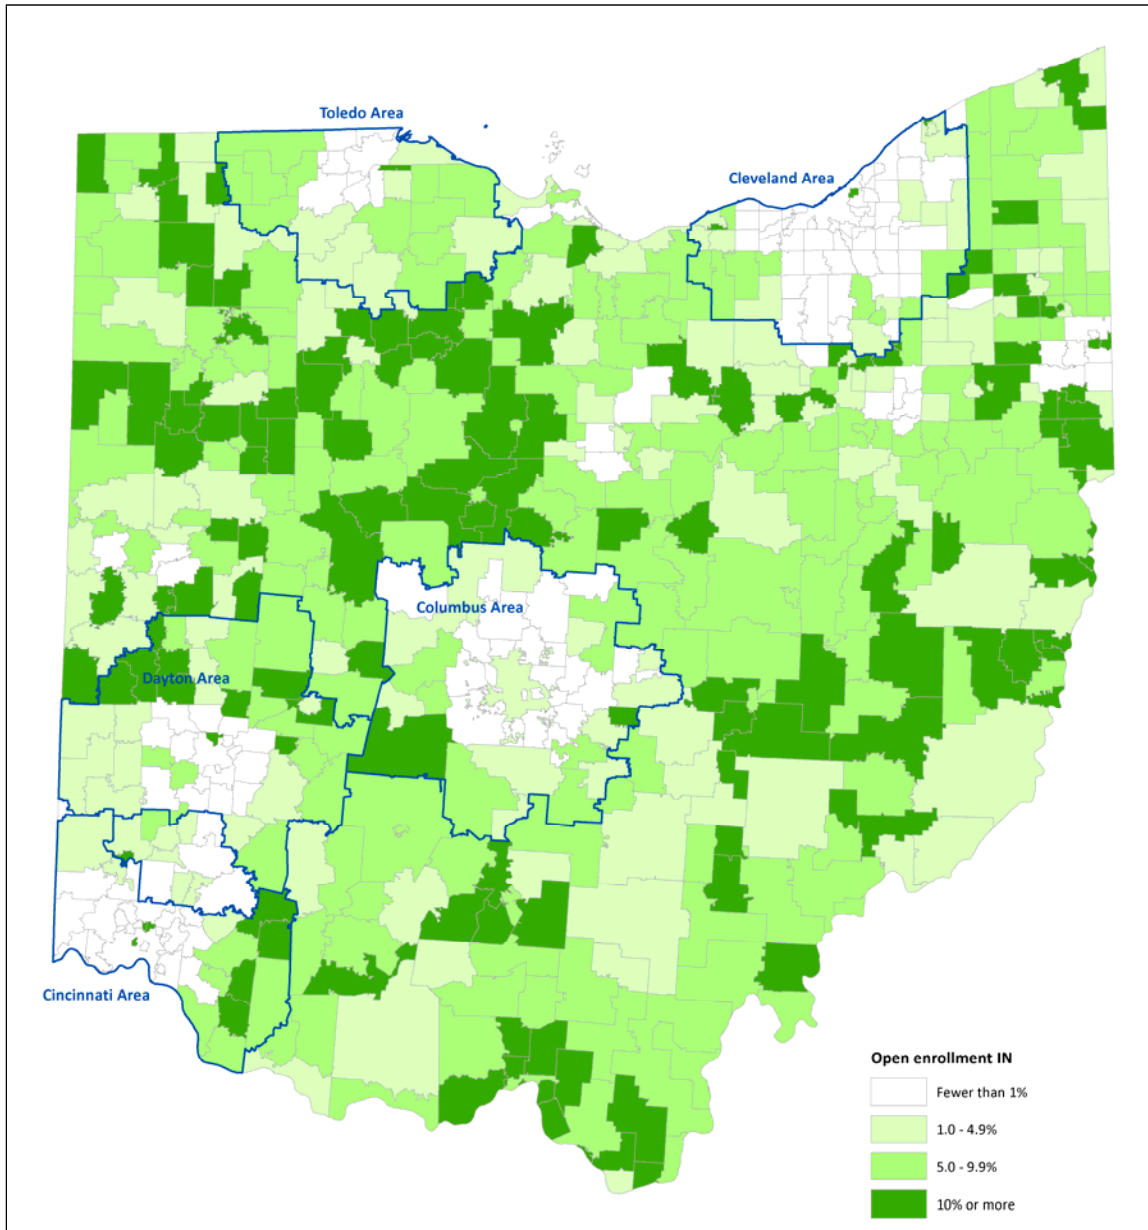 Toledo Area
Cleveland Area
Columbus Area
Dayton Area
Cincinnati Area
Open enrollment IN
Fewer than 1%
1.0 - 4.9%
5.0 - 9.9%
10% or more